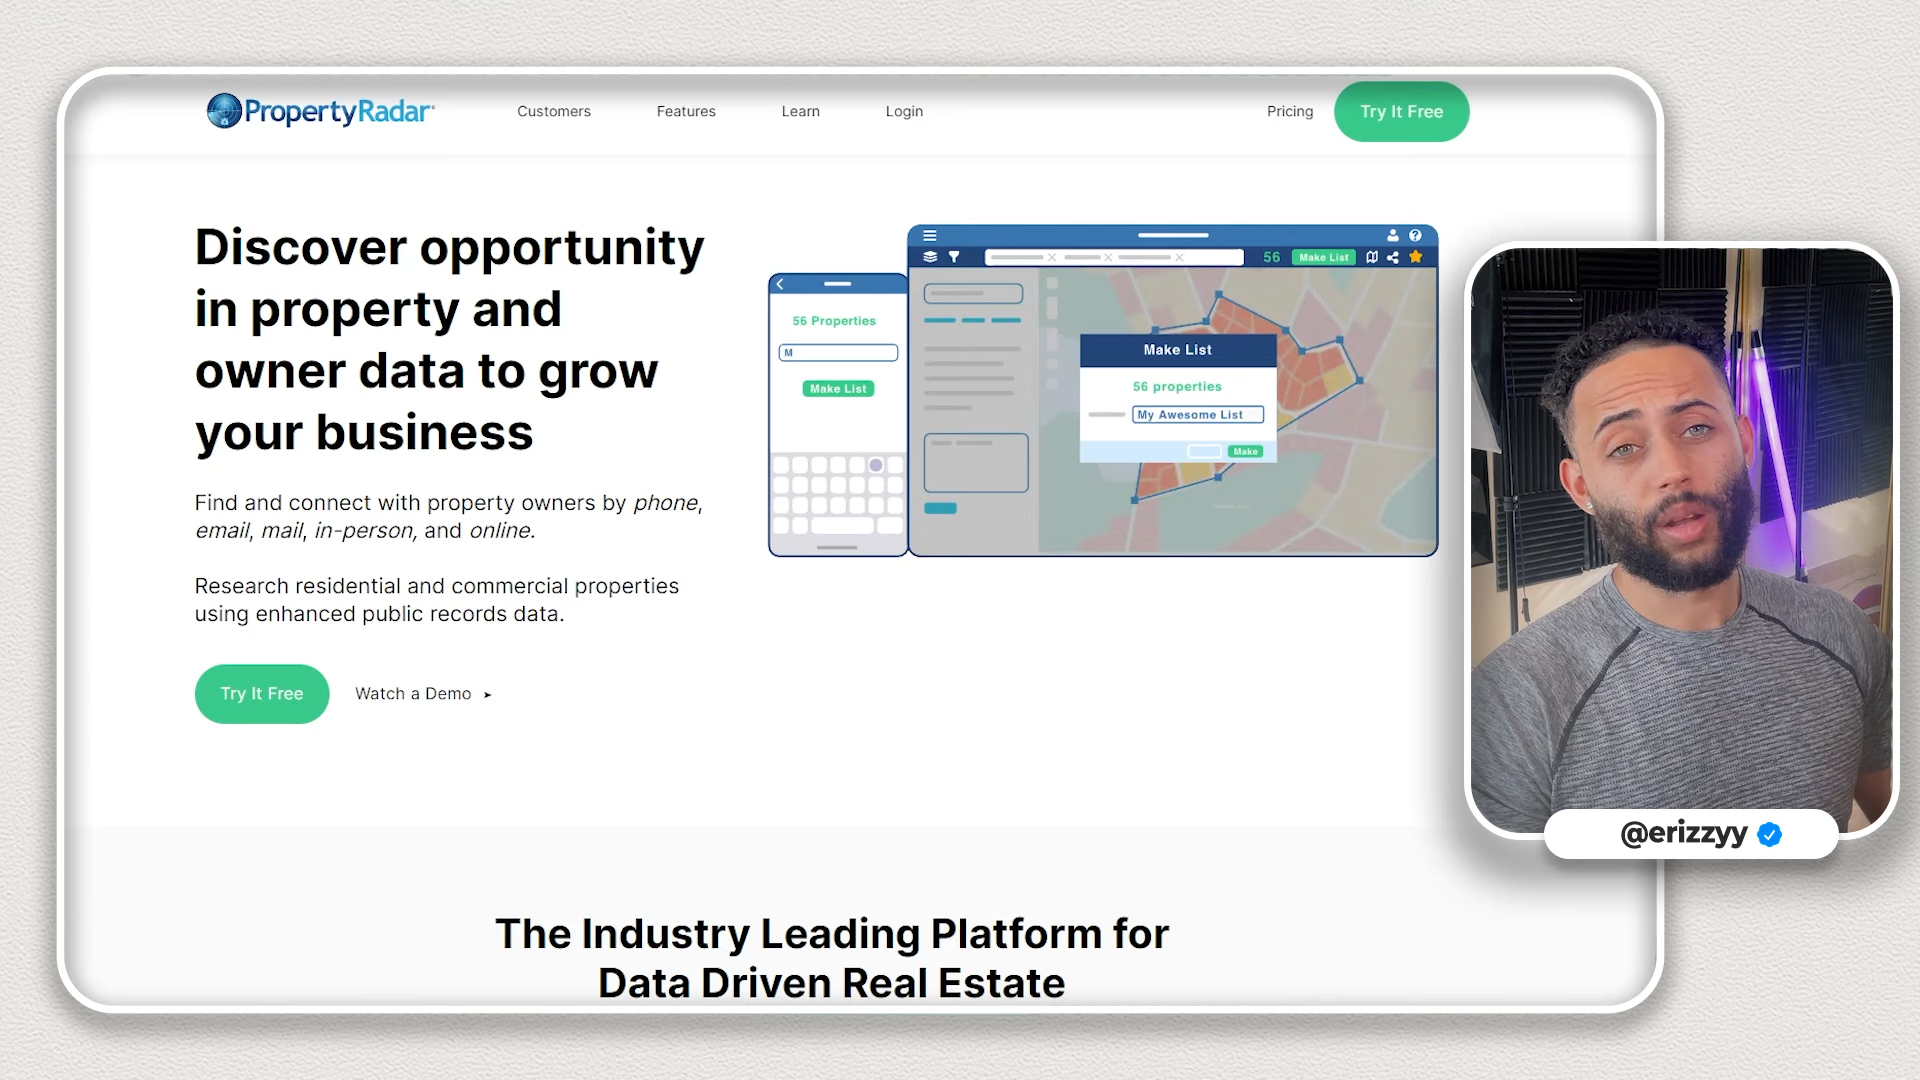 PropertyRadar
Customers
Features
Learn
Login
Pricing
Try It Free
Discover opportunity
in property and
owner data to grow
your business
Find and connect with property owners by phone,
email, mail, in-person, and online.
Research residential and commercial properties
using enhanced public records data.
Try It Free
Watch a Demo
56 Properties
M
Make List
56
Make List
Make List
56 properties
My Awesome List
Make
@erizzyy
The Industry Leading Platform for
Data Driven Real Estate